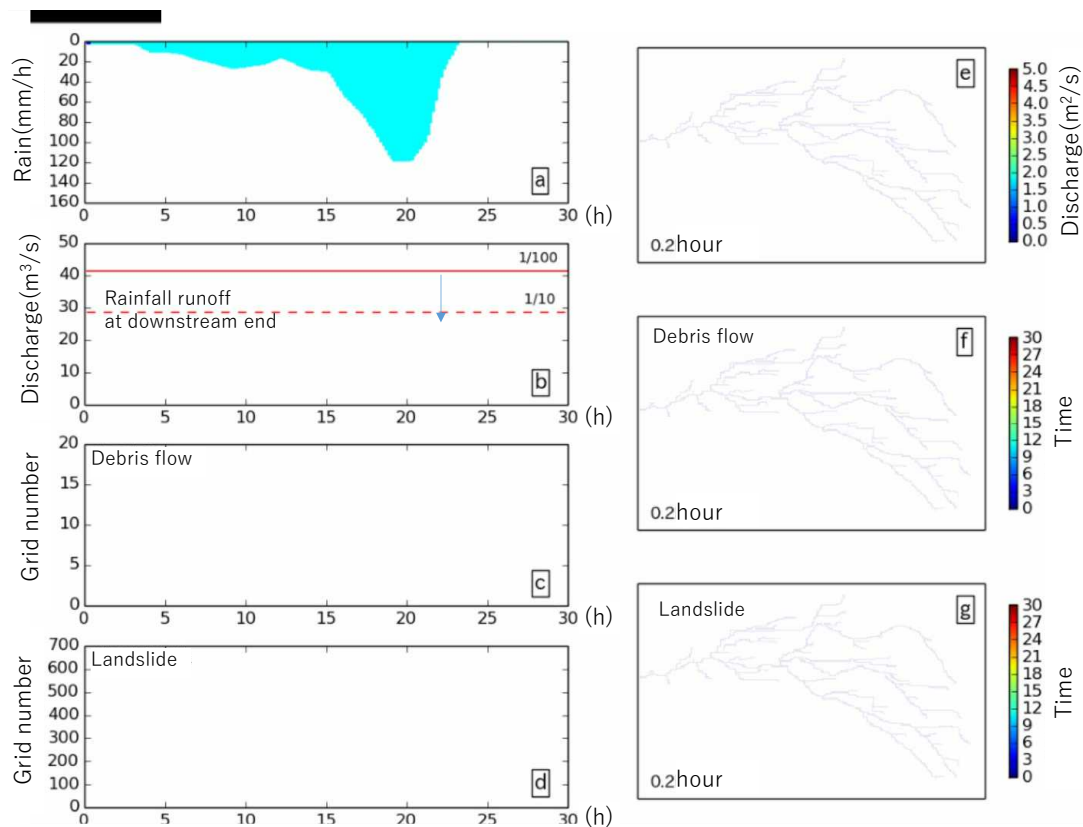 Rain(mm/h)
0
20
40
60
80
100
120
140
160
a
0 5 10 15 20 25 30 (h)
Discharge(m³/s)
50
40
30
20
10
0
1/100
Rainfall runoff
at downstream end
1/10
b
0 5 10 15 20 25 30 (h)
Grid number
20
15
10
5
0
Debris flow
c
0 5 10 15 20 25 30 (h)
Grid number
700
600
500
400
300
200
100
0
Landslide
d
0 5 10 15 20 25 30 (h)
e
0.2hour
5.0
4.5
4.0
3.5
3.0
2.5
2.0
1.5
1.0
0.5
0.0
Discharge(m²/s)
Debris flow
f
0.2hour
30
27
24
21
18
15
12
9
6
3
0
Time
Landslide
g
0.2hour
30
27
24
21
18
15
12
9
6
3
0
Time